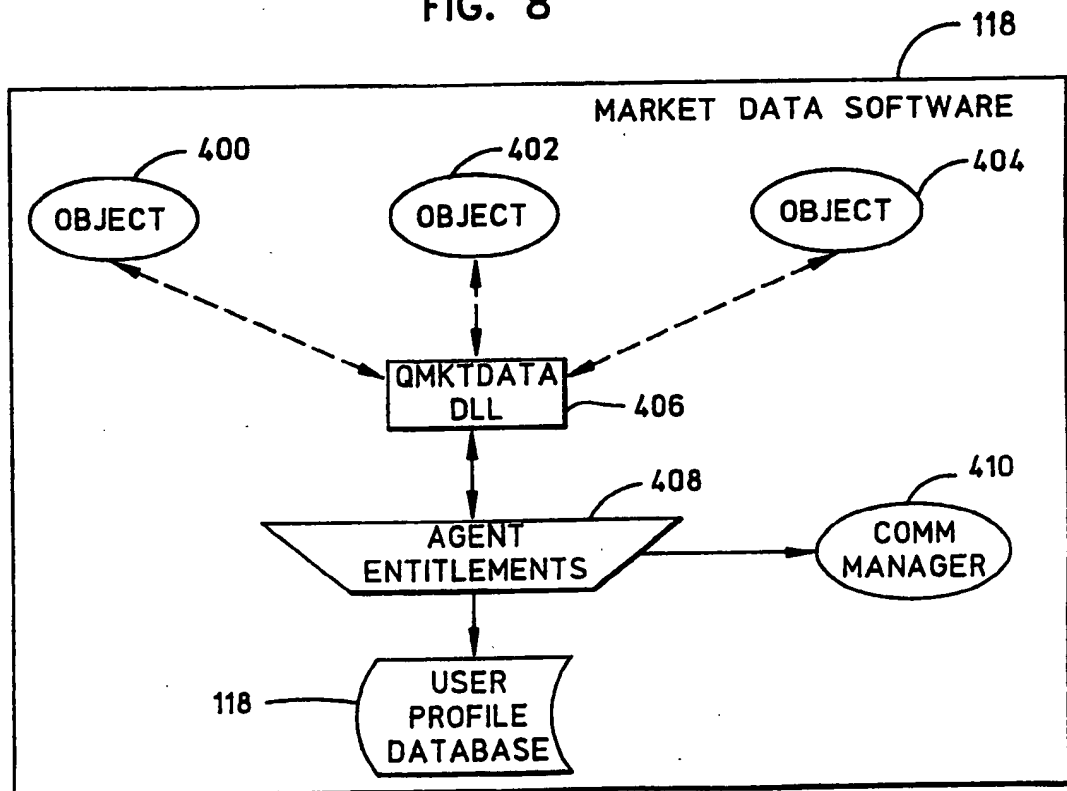 FIG. 8
118
MARKET DATA SOFTWARE
400
402
404
OBJECT
OBJECT
OBJECT
QMKTDATA
DLL
406
408
410
AGENT
ENTITLEMENTS
COMM
MANAGER
118
USER
PROFILE
DATABASE